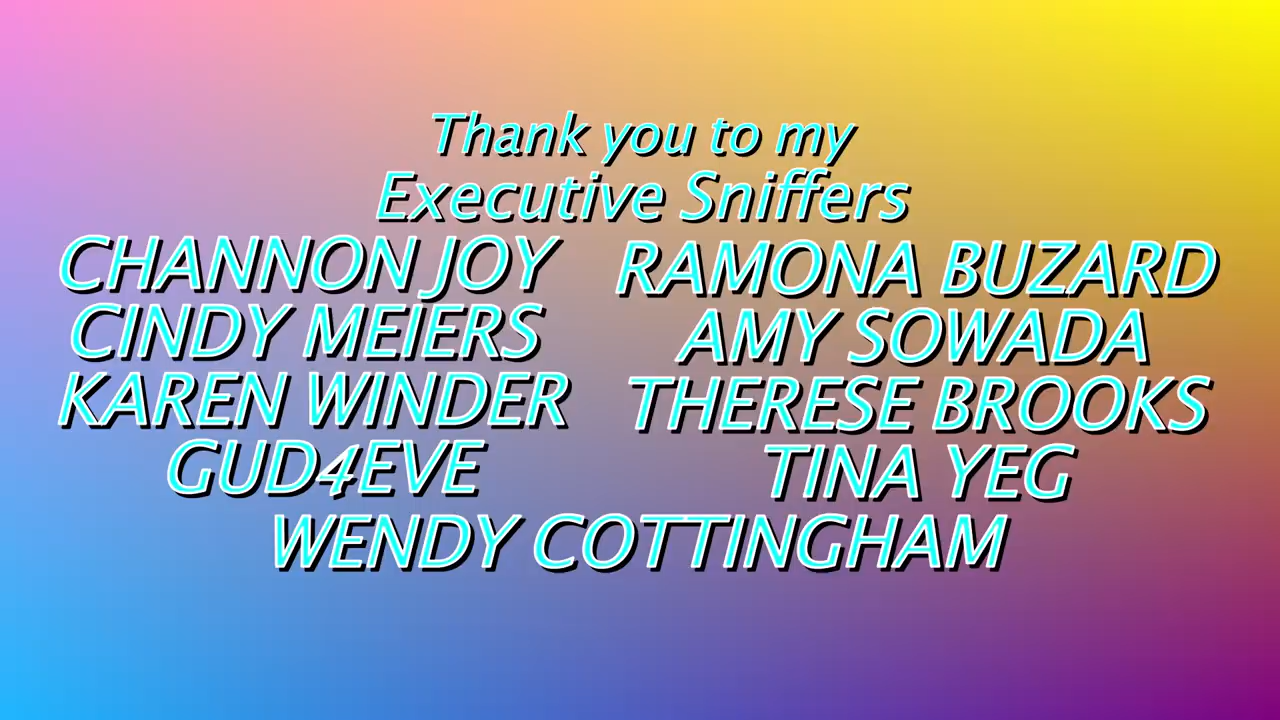 Thank you to my
Executive Sniffers
CHANNON JOY RAMONA BUZARD
CINDY MEIERS AMY SOWADA
KAREN WINDER THERESE BROOKS
GUD4EVE TINA YEG
WENDY COTTINGHAM